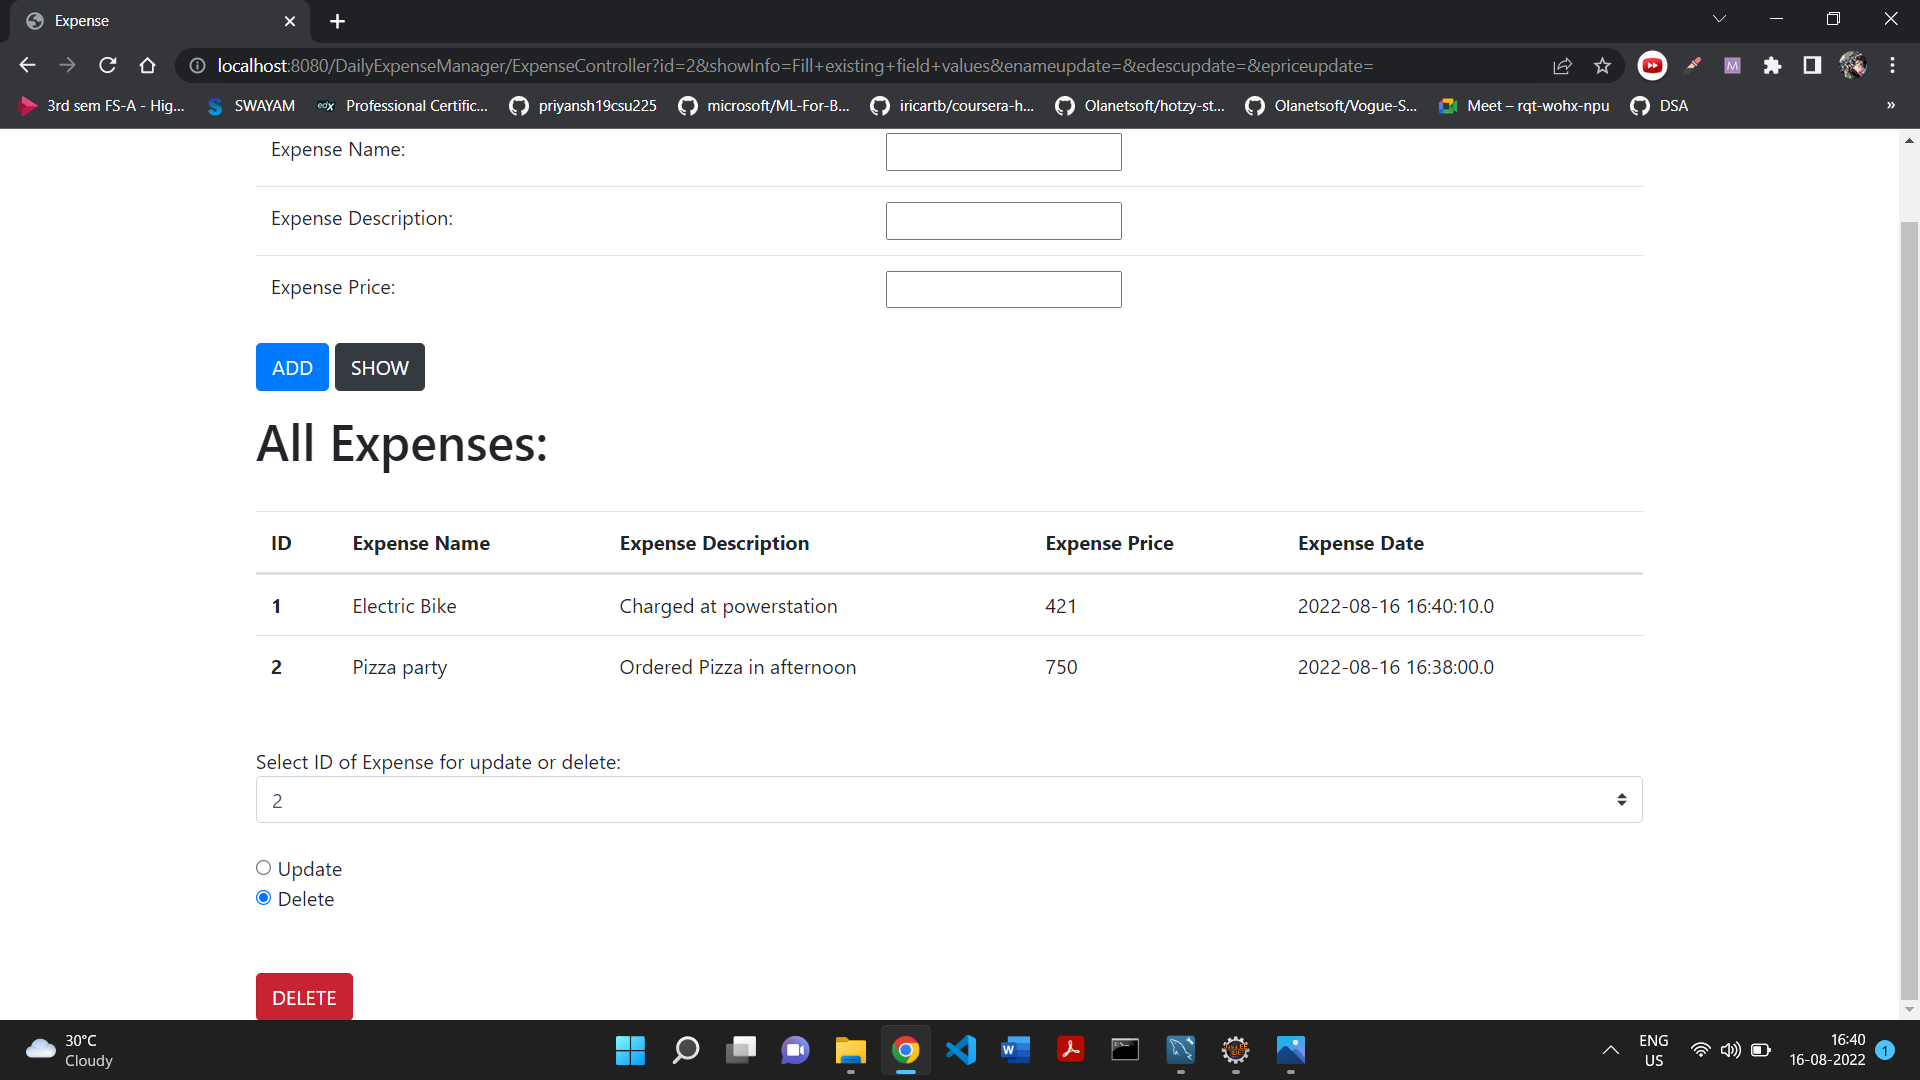 Expense
localhost:8080/DailyExpenseManager/ExpenseController?id=2&showInfo=Fill+existing+field+values&enameupdate=&edescupdate=&epriceupdate=
3rd sem FS-A - Hig... SWAYAM edx Professional Certific... priyansh19csu225 microsoft/ML-For-B... iricartb/coursera-h... Olanetsoft/hotzy-st... Olanetsoft/Vogue-S... Meet – rqt-wohx-npu DSA »
Expense Name:
Expense Description:
Expense Price:
ADD SHOW
All Expenses:
ID Expense Name Expense Description Expense Price Expense Date
1 Electric Bike Charged at powerstation 421 2022-08-16 16:40:10.0
2 Pizza party Ordered Pizza in afternoon 750 2022-08-16 16:38:00.0
Select ID of Expense for update or delete:
2
Update
Delete
DELETE
30°C
Cloudy
ENG
US
16:40
16-08-2022
1